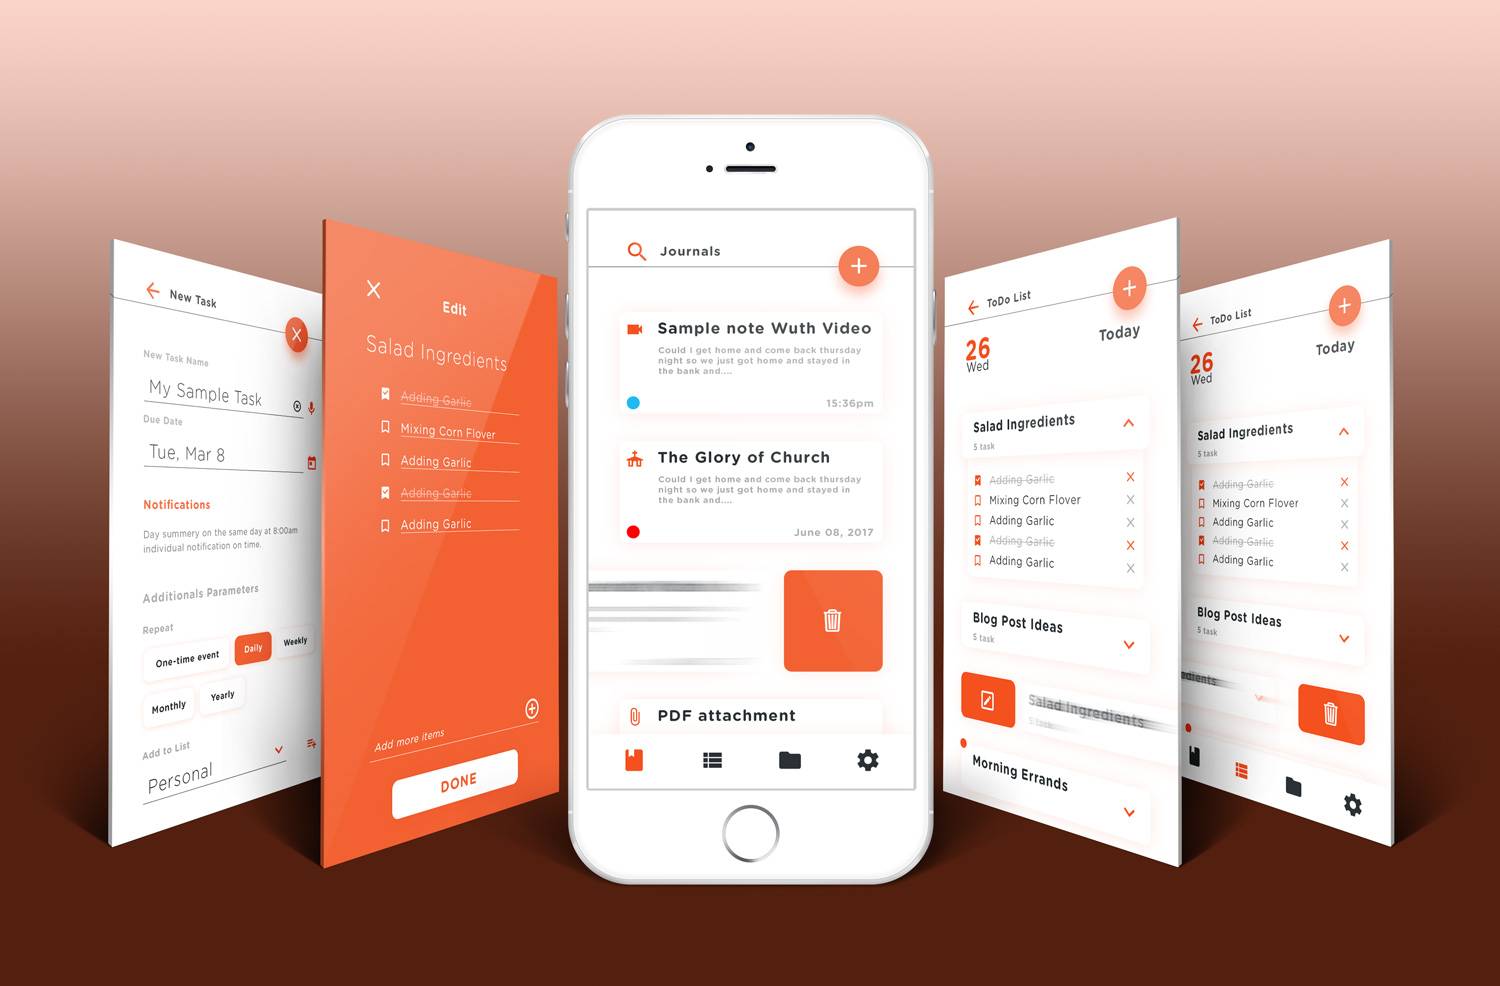 New Task
New Task Name
My Sample Task
Due Date
Tue, Mar 8
Notifications
Day summery on the same day at 8:00am
individual notification on time.
Additionals Parameters
Repeat
One-time event
Daily
Weekly
Monthly
Yearly
Add to List
Personal
Edit
Salad Ingredients
Adding Garlic
Mixing Corn Flover
Adding Garlic
Adding Garlic
Adding Garlic
Add more items
DONE
Journals
Sample note Wuth Video
Could I get home and come back thursday
night so we just got home and stayed in
the bank and....
15:36pm
The Glory of Church
Could I get home and come back thursday
night so we just got home and stayed in
the bank and....
June 08, 2017
PDF attachment
ToDo List
Today
26
Wed
Salad Ingredients
5 task
Adding Garlic
Mixing Corn Flover
Adding Garlic
Adding Garlic
Adding Garlic
Blog Post Ideas
5 task
Salad Ingredients
5 task
Morning Errands
ToDo List
Today
26
Wed
Salad Ingredients
5 task
Adding Garlic
Mixing Corn Flover
Adding Garlic
Adding Garlic
Adding Garlic
Blog Post Ideas
5 task
edients